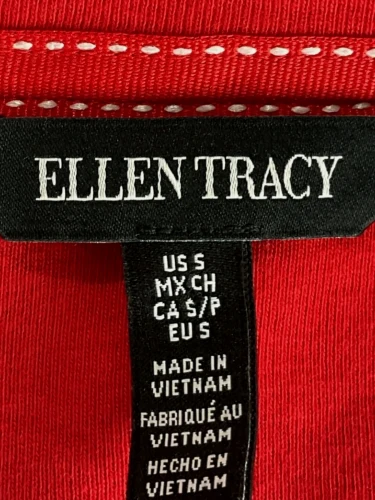 ELLEN TRACY
US S
MX CH
CA S/P
EU S
MADE IN
VIETNAM
FABRIQUÉ AU
VIETNAM
HECHO EN
VIETNAM